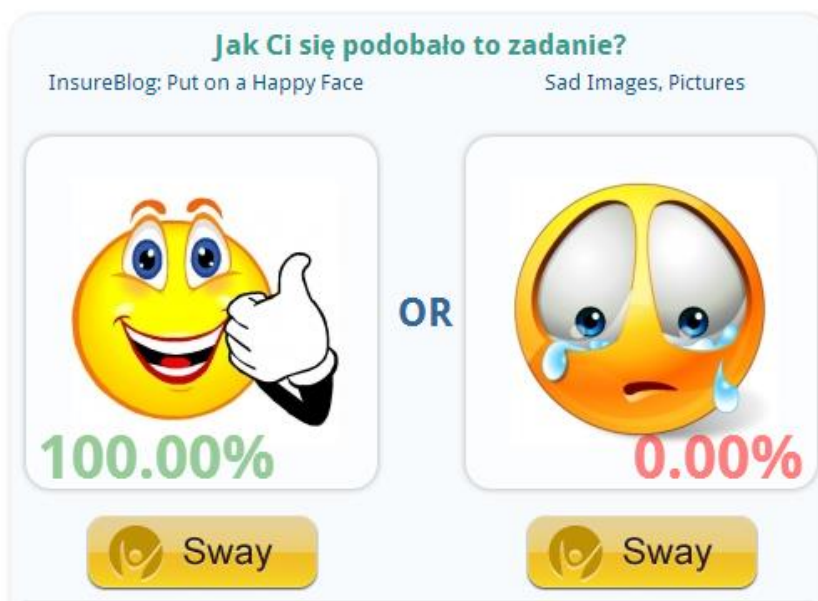 Jak Ci się podobało to zadanie?
InsureBlog: Put on a Happy Face
Sad Images, Pictures
OR
100.00%
0.00%
Sway
Sway